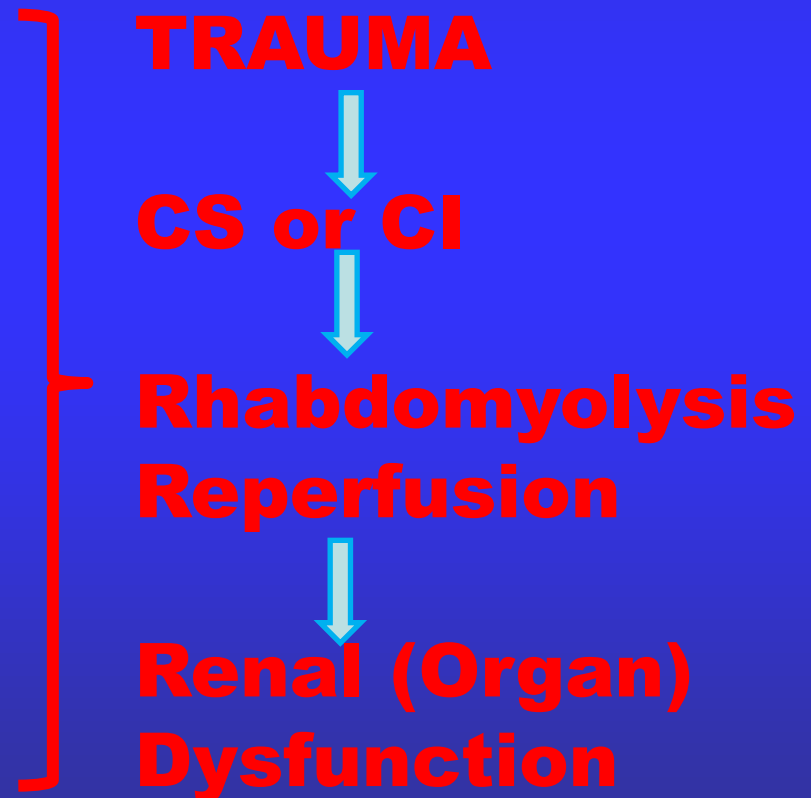 TRAUMA
CS or CI
Rhabdomyolysis
Reperfusion
Renal (Organ)
Dysfunction